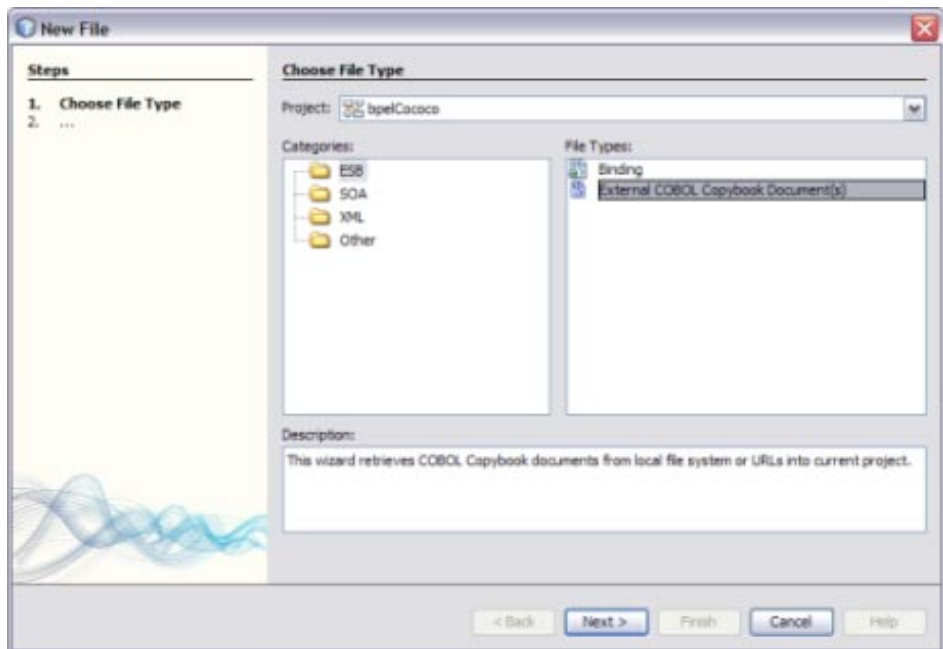 New File
Steps
1. Choose File Type
2. ...
Choose File Type
Project: bpelCococo
Categories:
ESB
SOA
XML
Other
File Types:
Binding
External COBOL Copybook Document(s)
Description:
This wizard retrieves COBOL Copybook documents from local file system or URLs into current project.
< Back Next > Finish Cancel Help